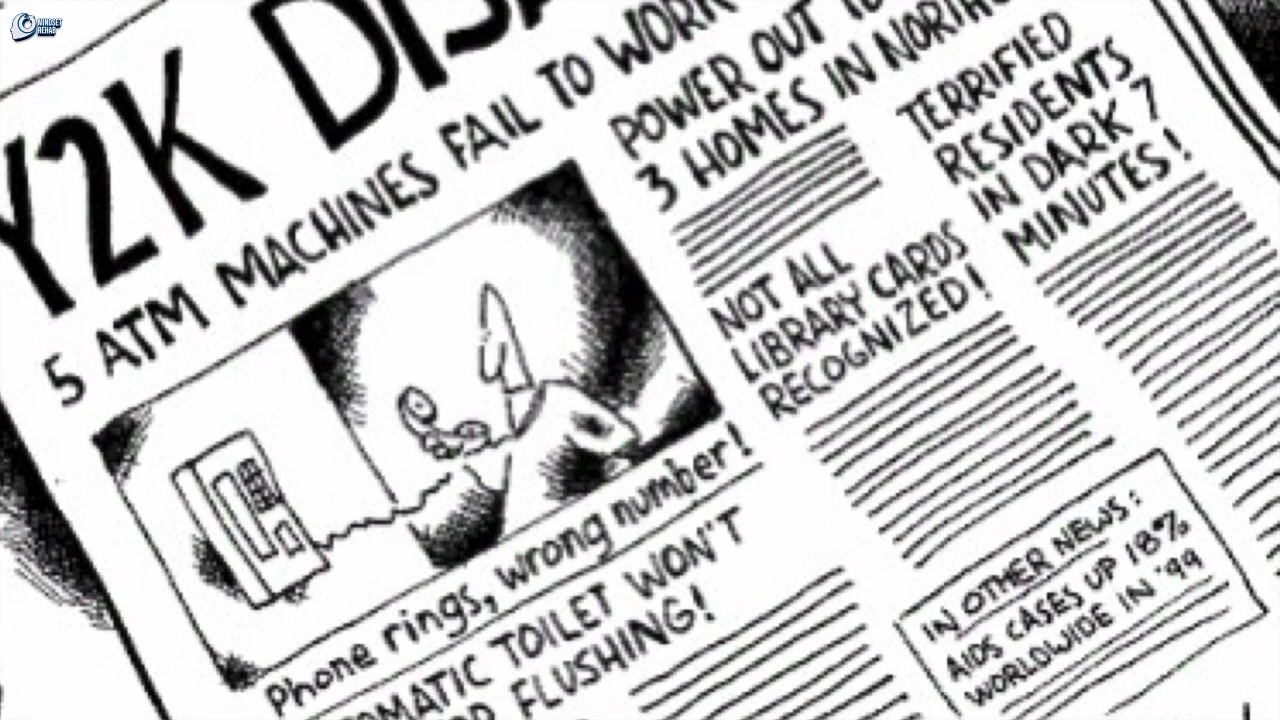 MINDSET
REHAB
Y2K
5 ATM MACHINES FAIL TO WORK
POWER OUT
3 HOMES IN
TERRIFIED
RESIDENTS
IN DARK 7
MINUTES!
NOT ALL
LIBRARY CARDS
RECOGNIZED!
Phone rings, wrong number!
TOILET WON"T
FLUSHING!
IN OTHER NEWS:
AIDS CASES UP 18%
WORLDWIDE IN '99